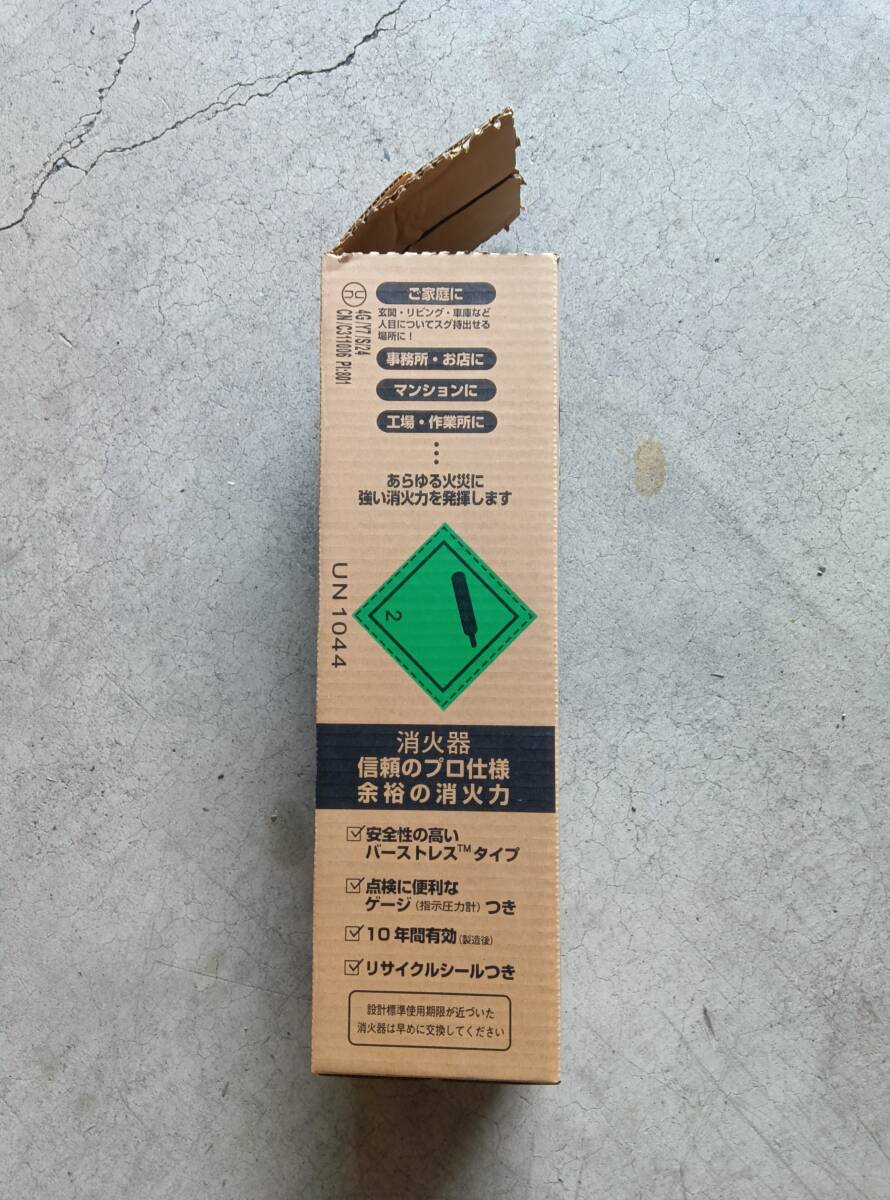 ご家庭に
玄関・リビング・車庫など
人目についてスグ持出せる
場所に！
事務所・お店に
マンションに
工場・作業所に
⋮
あらゆる火災に
強い消火力を発揮します
4G /Y7/S/24
CN/C311006 PI:801
UN1044
2
消火器
信頼のプロ仕様
余裕の消火力
☑安全性の高い
バーストレス™タイプ
☑点検に便利な
ゲージ（指示圧力計）つき
☑10年間有効（製造後）
☑リサイクルシールつき
設計標準使用期限が近づいた
消火器は早めに交換してください